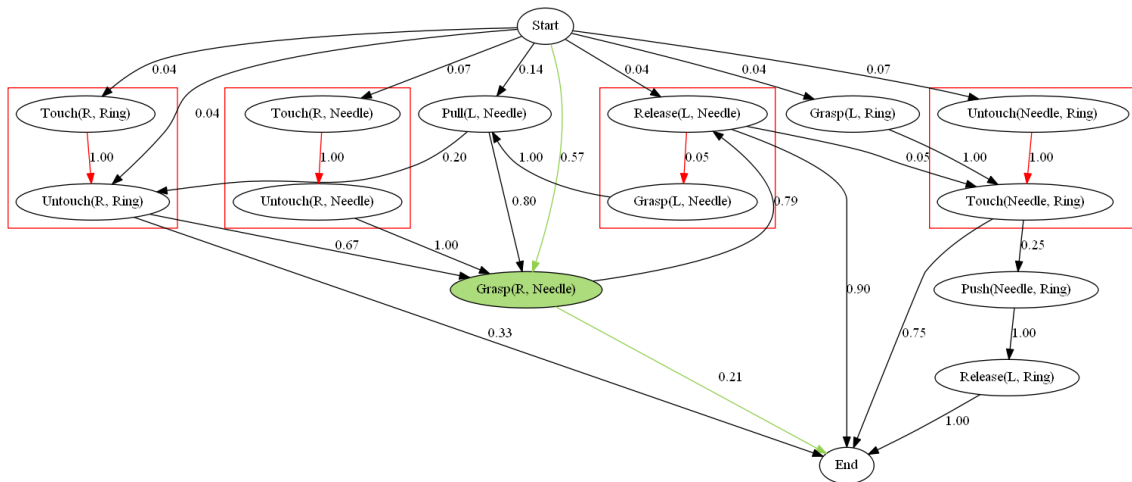 Start
0.04
0.07
0.14
0.04
0.04
0.07
Touch(R, Ring)
Touch(R, Needle)
Pull(L, Needle)
Release(L, Needle)
Grasp(L, Ring)
Untouch(Needle, Ring)
0.04
1.00
1.00
0.20
1.00
0.57
0.05
0.05
1.00
1.00
Untouch(R, Ring)
Untouch(R, Needle)
0.80
Grasp(L, Needle)
0.79
Touch(Needle, Ring)
0.67
1.00
0.25
Grasp(R, Needle)
0.90
Push(Needle, Ring)
0.33
0.75
1.00
0.21
Release(L, Ring)
1.00
End